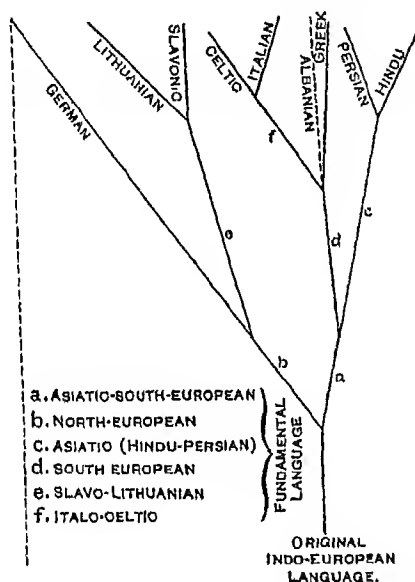 GERMAN
LITHUANIAN
SLAVONIC
CELTIC
ITALIAN
ALBANIAN
GREEK
PERSIAN
HINDU
f
e
d
c
b
a
a. ASIATIC-SOUTH-EUROPEAN
b. NORTH-EUROPEAN
c. ASIATIC (HINDU-PERSIAN)
d. SOUTH EUROPEAN
e. SLAVO-LITHUANIAN
f. ITALO-CELTIC
FUNDAMENTAL
LANGUAGE
ORIGINAL
INDO-EUROPEAN
LANGUAGE.